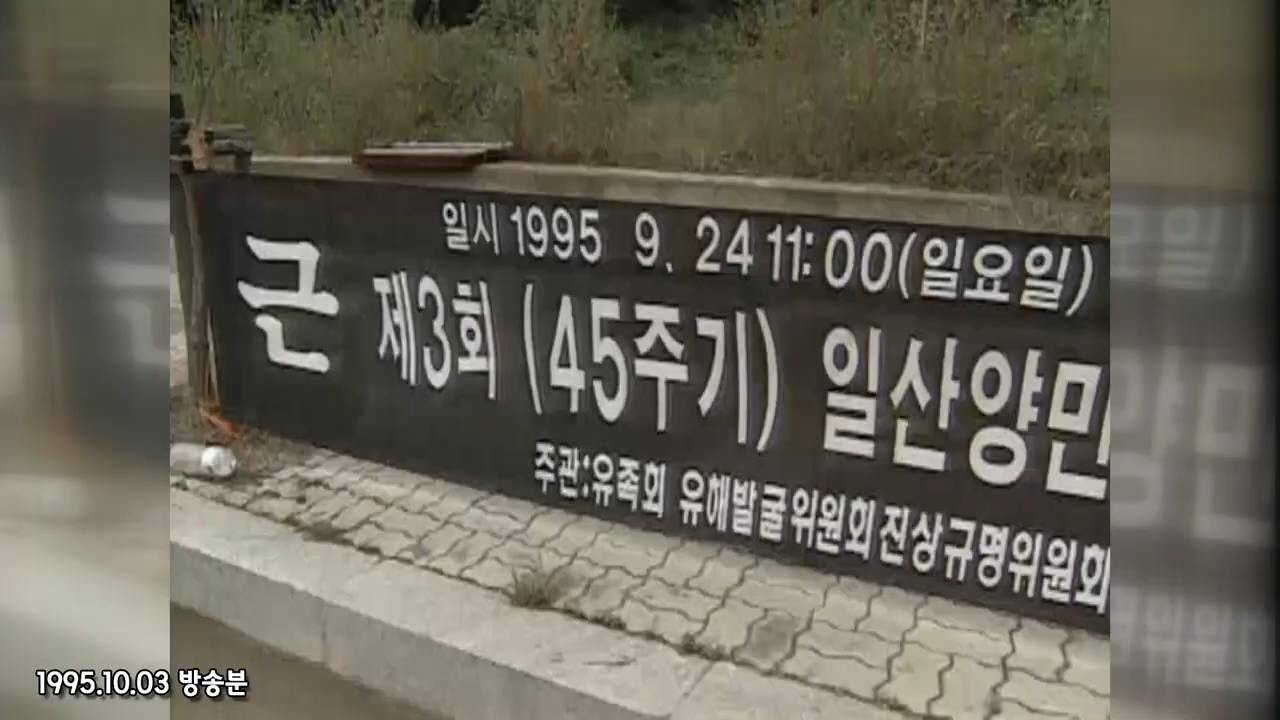 일시 1995 9. 24 11:00(일요일)
근 제3회 (45주기) 일산양민
주관:유족회 유해발굴위원회진상규명위원회
1995.10.03 방송분